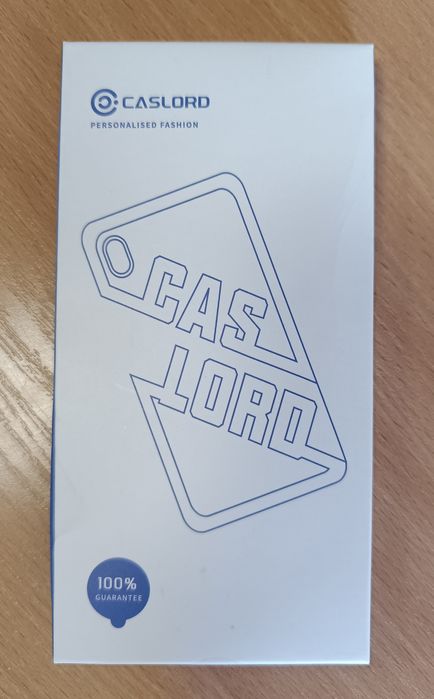 CASLORD
PERSONALISED FASHION
CAS
LORD
100%
GUARANTEE